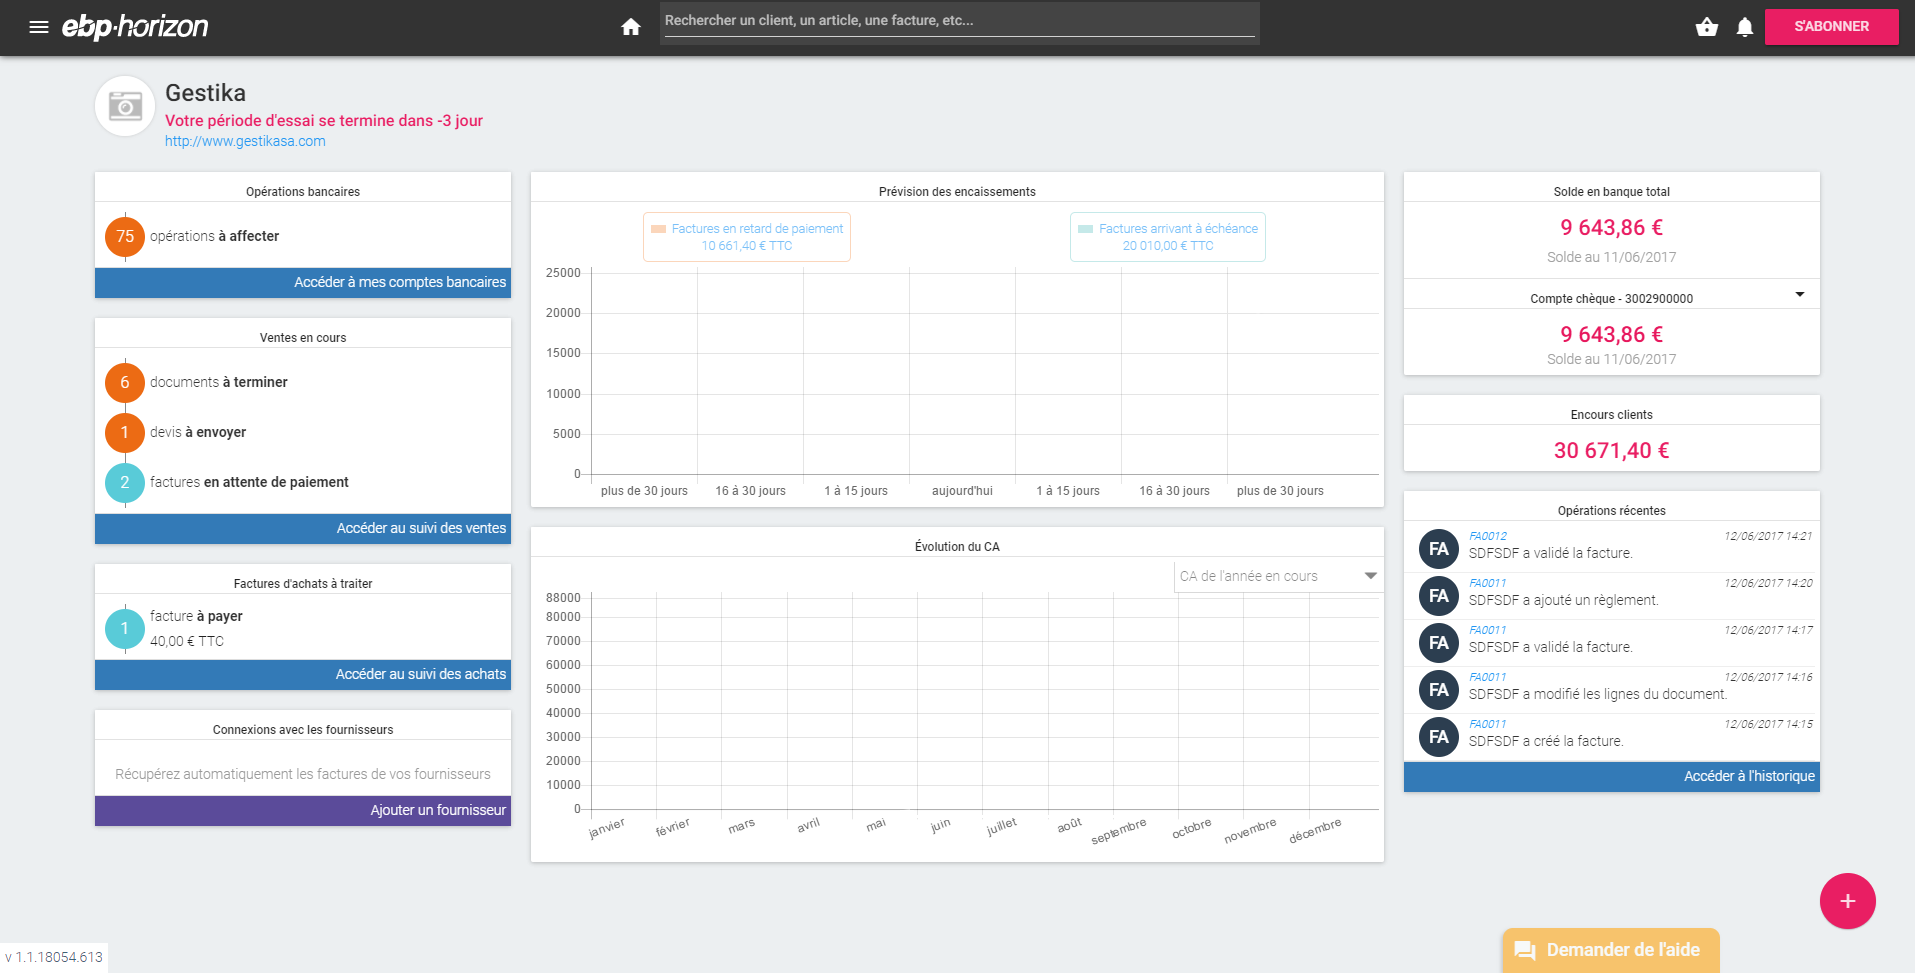 ebp·horizon
Rechercher un client, un article, une facture, etc...
S'ABONNER
Gestika
Votre période d'essai se termine dans -3 jour
http://www.gestikasa.com
Opérations bancaires
75 opérations à affecter
Accéder à mes comptes bancaires
Ventes en cours
6 documents à terminer
1 devis à envoyer
2 factures en attente de paiement
Accéder au suivi des ventes
Factures d'achats à traiter
1 facture à payer
40,00 € TTC
Accéder au suivi des achats
Connexions avec les fournisseurs
Récupérez automatiquement les factures de vos fournisseurs
Ajouter un fournisseur
Prévision des encaissements
Factures en retard de paiement
10 661,40 € TTC
Factures arrivant à échéance
20 010,00 € TTC
25000
20000
15000
10000
5000
0
plus de 30 jours 16 à 30 jours 1 à 15 jours aujourd'hui 1 à 15 jours 16 à 30 jours plus de 30 jours
Évolution du CA
CA de l'année en cours
88000
80000
70000
60000
50000
40000
30000
20000
10000
0
janvier février mars avril mai juin juillet août septembre octobre novembre décembre
Solde en banque total
9 643,86 €
Solde au 11/06/2017
Compte chèque - 3002900000
9 643,86 €
Solde au 11/06/2017
Encours clients
30 671,40 €
Opérations récentes
FA FA0012 12/06/2017 14:21
SDFSDF a validé la facture.
FA FA0011 12/06/2017 14:20
SDFSDF a ajouté un règlement.
FA FA0011 12/06/2017 14:17
SDFSDF a validé la facture.
FA FA0011 12/06/2017 14:16
SDFSDF a modifié les lignes du document.
FA FA0011 12/06/2017 14:15
SDFSDF a créé la facture.
Accéder à l'historique
+
Demander de l'aide
v 1.1.18054.613